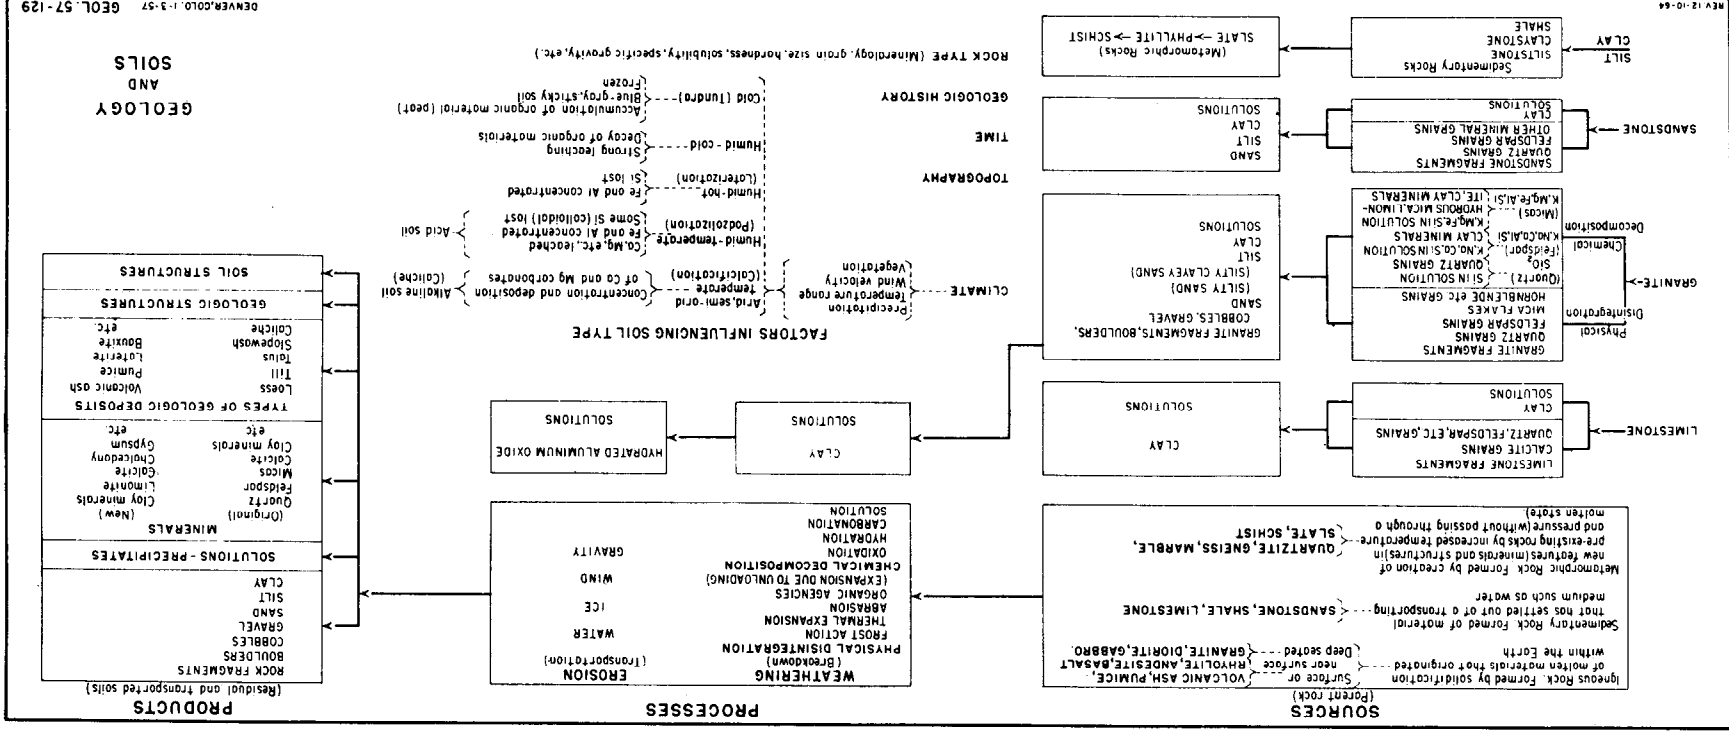 SOURCES
(Parent rock)
Igneous Rock. Formed by solidification
of molten materials that originated
within the Earth
Surface or
near surface
VOLCANIC ASH, PUMICE,
RHYOLITE, ANDESITE, BASALT
Deep seated
GRANITE, DIORITE, GABBRO.
Sedimentary Rock. Formed of material
that has settled out of a transporting
medium such as water
SANDSTONE, SHALE, LIMESTONE
Metamorphic Rock. Formed by creation of
new features (minerals and structures) in
pre-existing rocks by increased temperature
and pressure (without passing through a
molten state).
QUARTZITE, GNEISS, MARBLE,
SLATE, SCHIST
PROCESSES
WEATHERING
(Breakdown)
PHYSICAL DISINTEGRATION
FROST ACTION
THERMAL EXPANSION
ABRASION
ORGANIC AGENCIES
(EXPANSION DUE TO UNLOADING)
CHEMICAL DECOMPOSITION
OXIDATION
HYDRATION
CARBONATION
SOLUTION
EROSION
(Transportation)
WATER
ICE
WIND
GRAVITY
PRODUCTS
(Residual and transported soils)
ROCK FRAGMENTS
BOULDERS
COBBLES
GRAVEL
SAND
SILT
CLAY
SOLUTIONS - PRECIPITATES
MINERALS
(Original) (New)
Quartz Clay minerals
Feldspar Limonite
Micas Calcite
Calcite Chalcedony
Clay minerals Gypsum
etc etc
TYPES OF GEOLOGIC DEPOSITS
Loess Volcanic ash
Till Pumice
Talus Laterite
Slopewash Bauxite
Caliche etc.
GEOLOGIC STRUCTURES
SOIL STRUCTURES
LIMESTONE
LIMESTONE FRAGMENTS
CALCITE GRAINS
QUARTZ, FELDSPAR, ETC, GRAINS
CLAY
SOLUTIONS
CLAY
SOLUTIONS
CLAY
SOLUTIONS
HYDRATED ALUMINUM OXIDE
SOLUTIONS
GRANITE
Physical
Disintegration
GRANITE FRAGMENTS
QUARTZ GRAINS
FELDSPAR GRAINS
MICA FLAKES
HORNBLENDE etc GRAINS
Chemical
Decomposition
(Quartz)
SiO2
SI IN SOLUTION
QUARTZ GRAINS
(Feldspar)
K,Na,Ca,Al,Si
K,Na,Ca,Si,IN SOLUTION
CLAY MINERALS
(Micas)
K,Mg,Fe,Al,Si
K,Mg,Fe,Si IN SOLUTION
HYDROUS MICA, LIMON-
ITE, CLAY MINERALS
GRANITE FRAGMENTS, BOULDERS,
COBBLES, GRAVEL
SAND
(SILTY SAND)
(SILTY CLAYEY SAND)
SILT
CLAY
SOLUTIONS
SANDSTONE
SANDSTONE FRAGMENTS
QUARTZ GRAINS
FELDSPAR GRAINS
OTHER MINERAL GRAINS
CLAY
SOLUTIONS
SAND
SILT
CLAY
SOLUTIONS
SILT
CLAY
Sedimentary Rocks
SILTSTONE
CLAYSTONE
SHALE
(Metamorphic Rocks)
SLATE → PHYLLITE → SCHIST
FACTORS INFLUENCING SOIL TYPE
CLIMATE
Precipitation
Temperature range
Wind velocity
Vegetation
Arid, semi-arid
temperate
(Calcification)
Concentration and deposition
of Ca and Mg carbonates
Alkaline soil
(Caliche)
Humid-temperate
(Podzolization)
Ca, Mg, etc., leached,
Fe and Al concentrated
Some Si (colloidal) lost
Acid soil
Humid-hot
(Laterization)
Fe and Al concentrated
Si lost
Humid-cold
Strong leaching
Decay of organic materials
Cold (Tundra)
Accumulation of organic material (peat)
Blue-gray, sticky soil
Frozen
TOPOGRAPHY
TIME
GEOLOGIC HISTORY
ROCK TYPE (Mineralogy, grain size, hardness, solubility, specific gravity, etc.)
GEOLOGY
AND
SOILS
REV. 12-10-64
DENVER, COLO. 1-3-57 GEOL. 57-129